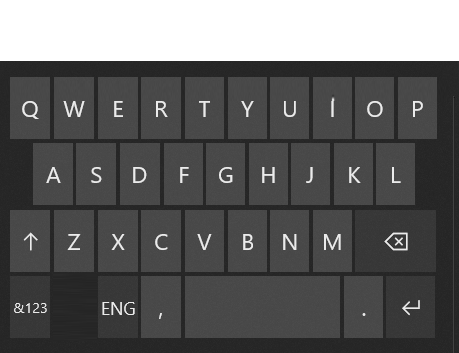 Q W E R T Y U Í O P
A S D F G H J K L
↑ Z X C V B N M
&123 ENG , .